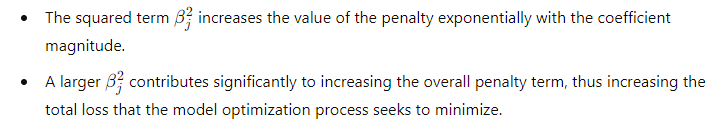 • The squared term β_j^2 increases the value of the penalty exponentially with the coefficient
magnitude.
• A larger β_j^2 contributes significantly to increasing the overall penalty term, thus increasing the
total loss that the model optimization process seeks to minimize.